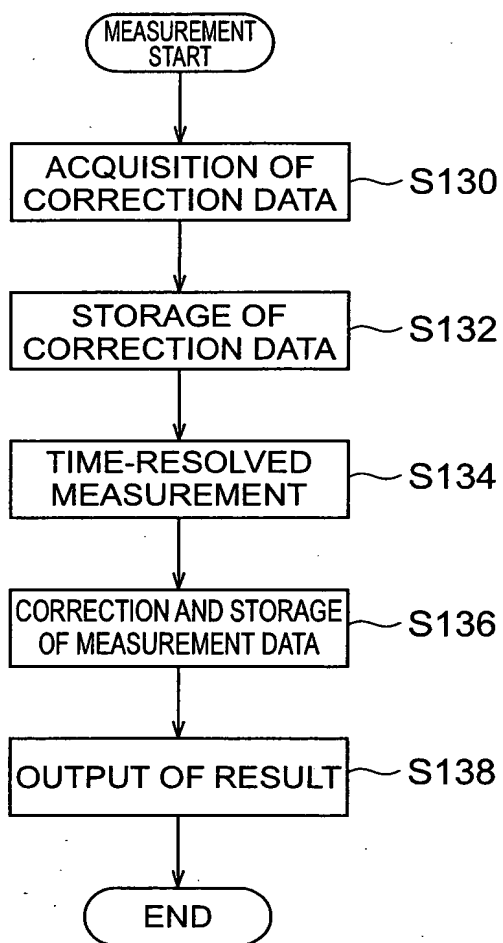 MEASUREMENT
START
ACQUISITION OF
CORRECTION DATA
S130
STORAGE OF
CORRECTION DATA
S132
TIME-RESOLVED
MEASUREMENT
S134
CORRECTION AND STORAGE
OF MEASUREMENT DATA
S136
OUTPUT OF RESULT
S138
END